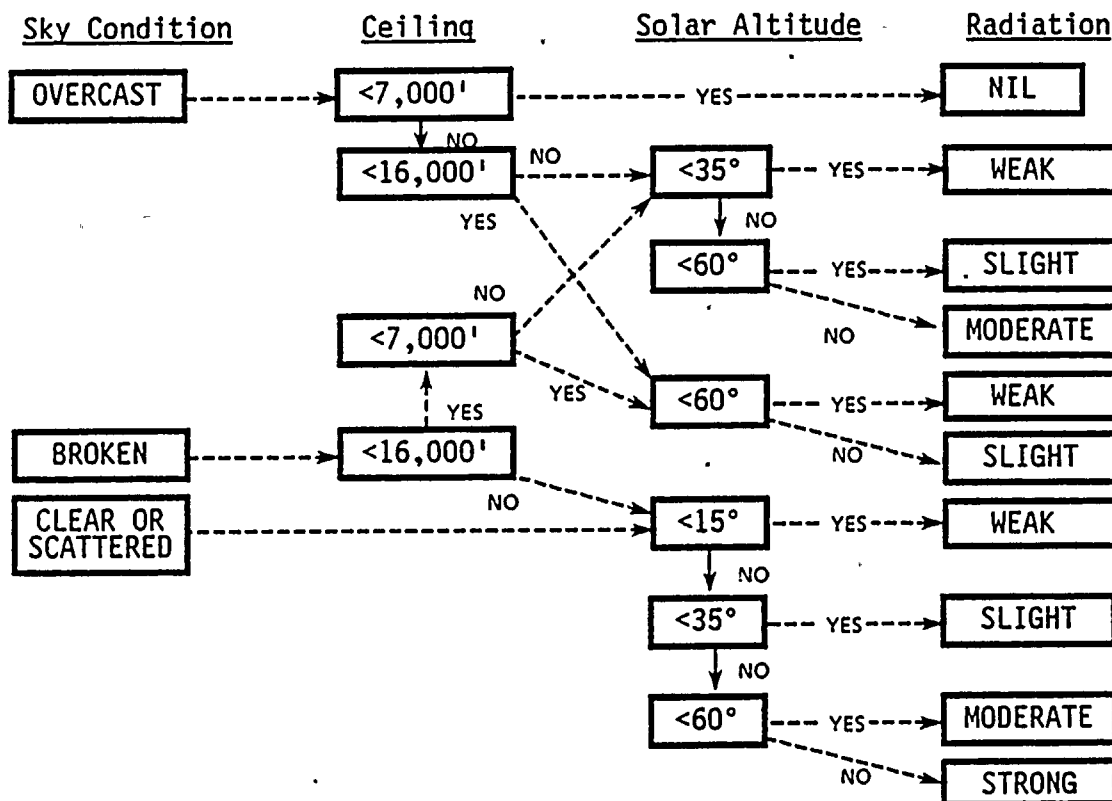 Sky Condition Ceiling Solar Altitude Radiation
OVERCAST <7,000' YES NIL
NO
<16,000' NO <35° YES WEAK
YES NO
<60° YES SLIGHT
NO
<7,000' NO MODERATE
YES <60° YES WEAK
YES
BROKEN <16,000' NO SLIGHT
NO
CLEAR OR
SCATTERED
<15° YES WEAK
NO
<35° YES SLIGHT
NO
<60° YES MODERATE
NO STRONG